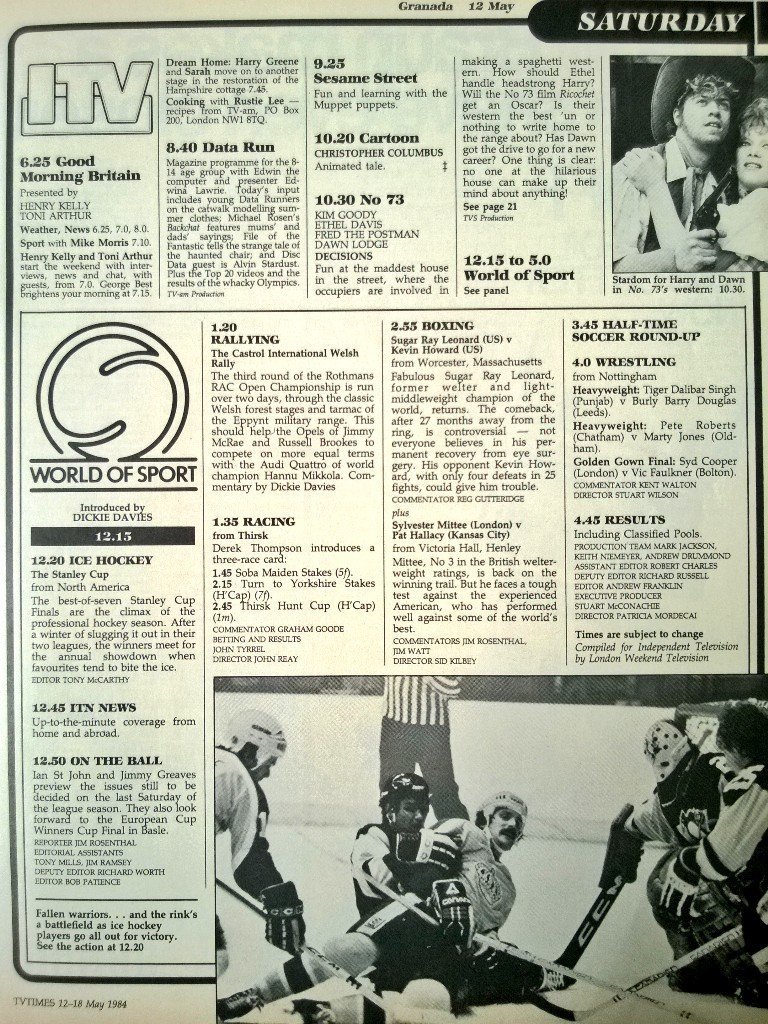 Granada 12 May
SATURDAY
ITV
6.25 Good
Morning Britain
Presented by
HENRY KELLY
TONI ARTHUR
Weather, News 6.25, 7.0, 8.0.
Sport with Mike Morris 7.10.
Henry Kelly and Toni Arthur
start the weekend with inter-
views, news and chat, with
guests, from 7.0. George Best
brightens your morning at 7.15.
Dream Home: Harry Greene
and Sarah move on to another
stage in the restoration of the
Hampshire cottage 7.45.
Cooking with Rustie Lee —
recipes from TV-am, PO Box
200, London NW1 8TQ.
8.40 Data Run
Magazine programme for the 8-
14 age group with Edwin the
computer and presenter Ed-
wina Lawrie. Today's input
includes young Data Runners
on the catwalk modelling sum-
mer clothes; Michael Rosen's
Backchat features mums' and
dads' sayings; File of the
Fantastic tells the strange tale of
the haunted chair; and Disc
Data guest is Alvin Stardust.
Plus the Top 20 videos and the
results of the whacky Olympics.
TV-am Production
9.25
Sesame Street
Fun and learning with the
Muppet puppets.
10.20 Cartoon
CHRISTOPHER COLUMBUS
Animated tale. ‡
10.30 No 73
KIM GOODY
ETHEL DAVIS
FRED THE POSTMAN
DAWN LODGE
DECISIONS
Fun at the maddest house
in the street, where the
occupiers are involved in
making a spaghetti west-
ern. How should Ethel
handle headstrong Harry?
Will the No 73 film Ricochet
get an Oscar? Is their
western the best 'un or
nothing to write home to
the range about? Has Dawn
got the drive to go for a new
career? One thing is clear:
no one at the hilarious
house can make up their
mind about anything!
See page 21
TVS Production
12.15 to 5.0
World of Sport
See panel
Stardom for Harry and Dawn
in No. 73's western: 10.30.
WORLD OF SPORT
Introduced by
DICKIE DAVIES
12.15
12.20 ICE HOCKEY
The Stanley Cup
from North America
The best-of-seven Stanley Cup
Finals are the climax of the
professional hockey season. After
a winter of slugging it out in their
two leagues, the winners meet for
the annual showdown when
favourites tend to bite the ice.
EDITOR TONY McCARTHY
12.45 ITN NEWS
Up-to-the-minute coverage from
home and abroad.
12.50 ON THE BALL
Ian St John and Jimmy Greaves
preview the issues still to be
decided on the last Saturday of
the league season. They also look
forward to the European Cup
Winners Cup Final in Basle.
REPORTER JIM ROSENTHAL
EDITORIAL ASSISTANTS
TONY MILLS, JIM RAMSEY
DEPUTY EDITOR RICHARD WORTH
EDITOR BOB PATIENCE
Fallen warriors. . . and the rink's
a battlefield as ice hockey
players go all out for victory.
See the action at 12.20
1.20
RALLYING
The Castrol International Welsh
Rally
The third round of the Rothmans
RAC Open Championship is run
over two days, through the classic
Welsh forest stages and tarmac of
the Eppynt military range. This
should help the Opels of Jimmy
McRae and Russell Brookes to
compete on more equal terms
with the Audi Quattro of world
champion Hannu Mikkola. Com-
mentary by Dickie Davies
1.35 RACING
from Thirsk
Derek Thompson introduces a
three-race card:
1.45 Soba Maiden Stakes (5f).
2.15 Turn to Yorkshire Stakes
(H'Cap) (7f).
2.45 Thirsk Hunt Cup (H'Cap)
(1m).
COMMENTATOR GRAHAM GOODE
BETTING AND RESULTS
JOHN TYRREL
DIRECTOR JOHN REAY
2.55 BOXING
Sugar Ray Leonard (US) v
Kevin Howard (US)
from Worcester, Massachusetts
Fabulous Sugar Ray Leonard,
former welter and light-
middleweight champion of the
world, returns. The comeback,
after 27 months away from the
ring, is controversial — not
everyone believes in his per-
manent recovery from eye sur-
gery. His opponent Kevin How-
ard, with only four defeats in 25
fights, could give him trouble.
COMMENTATOR REG GUTTERIDGE
plus
Sylvester Mittee (London) v
Pat Hallacy (Kansas City)
from Victoria Hall, Henley
Mittee, No 3 in the British welter-
weight ratings, is back on the
winning trail. But he faces a tough
test against the experienced
American, who has performed
well against some of the world's
best.
COMMENTATORS JIM ROSENTHAL,
JIM WATT
DIRECTOR SID KILBEY
3.45 HALF-TIME
SOCCER ROUND-UP
4.0 WRESTLING
from Nottingham
Heavyweight: Tiger Dalibar Singh
(Punjab) v Burly Barry Douglas
(Leeds).
Heavyweight: Pete Roberts
(Chatham) v Marty Jones (Old-
ham).
Golden Gown Final: Syd Cooper
(London) v Vic Faulkner (Bolton).
COMMENTATOR KENT WALTON
DIRECTOR STUART WILSON
4.45 RESULTS
Including Classified Pools.
PRODUCTION TEAM MARK JACKSON,
KEITH NIEMEYER, ANDREW DRUMMOND
ASSISTANT EDITOR ROBERT CHARLES
DEPUTY EDITOR RICHARD RUSSELL
EDITOR ANDREW FRANKLIN
EXECUTIVE PRODUCER
STUART McCONACHIE
DIRECTOR PATRICIA MORDECAI
Times are subject to change
Compiled for Independent Television
by London Weekend Television
CCM
TVTIMES 12–18 May 1984